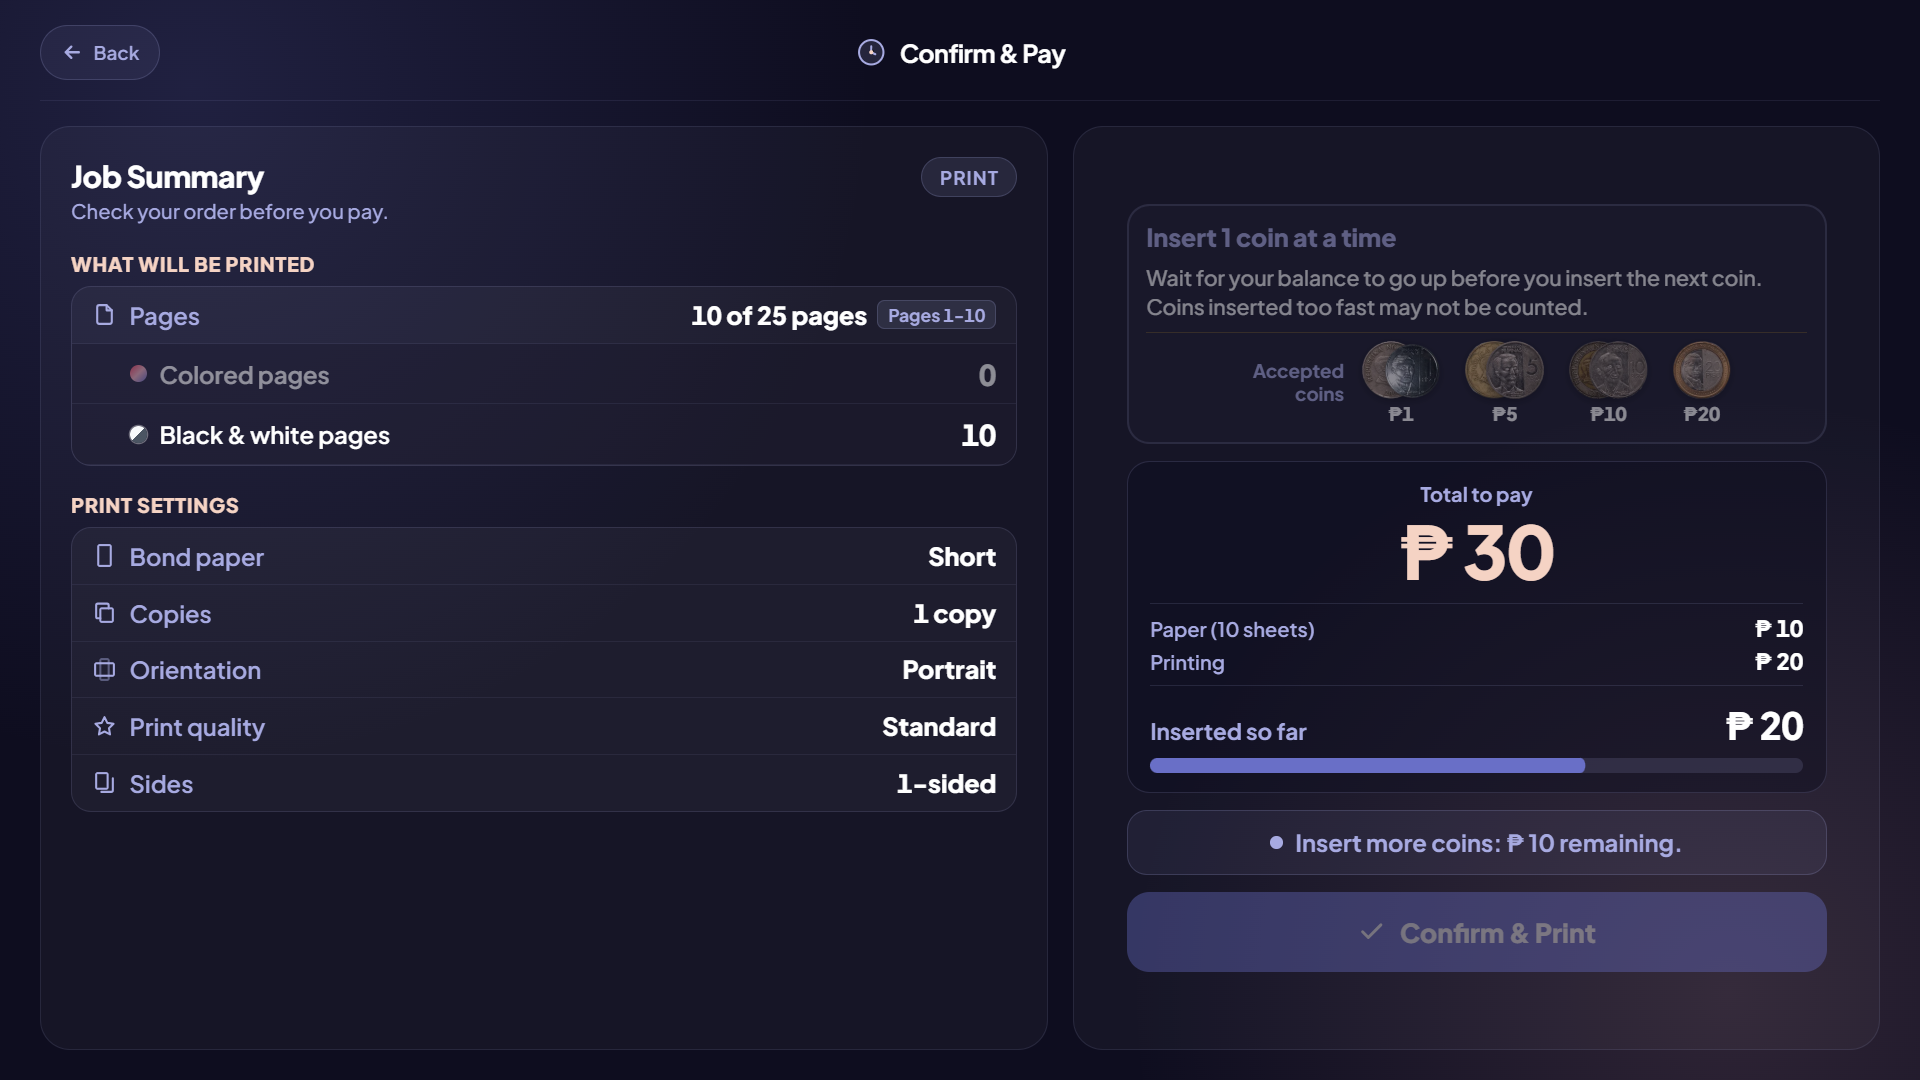 Back
Confirm & Pay
Job Summary
PRINT
Check your order before you pay.
WHAT WILL BE PRINTED
Pages 10 of 25 pages Pages 1-10
Colored pages 0
Black & white pages 10
PRINT SETTINGS
Bond paper Short
Copies 1 copy
Orientation Portrait
Print quality Standard
Sides 1-sided
Insert 1 coin at a time
Wait for your balance to go up before you insert the next coin.
Coins inserted too fast may not be counted.
Accepted
coins
₱1 ₱5 ₱10 ₱20
Total to pay
₱ 30
Paper (10 sheets) ₱ 10
Printing ₱ 20
Inserted so far ₱ 20
Insert more coins: ₱ 10 remaining.
Confirm & Print